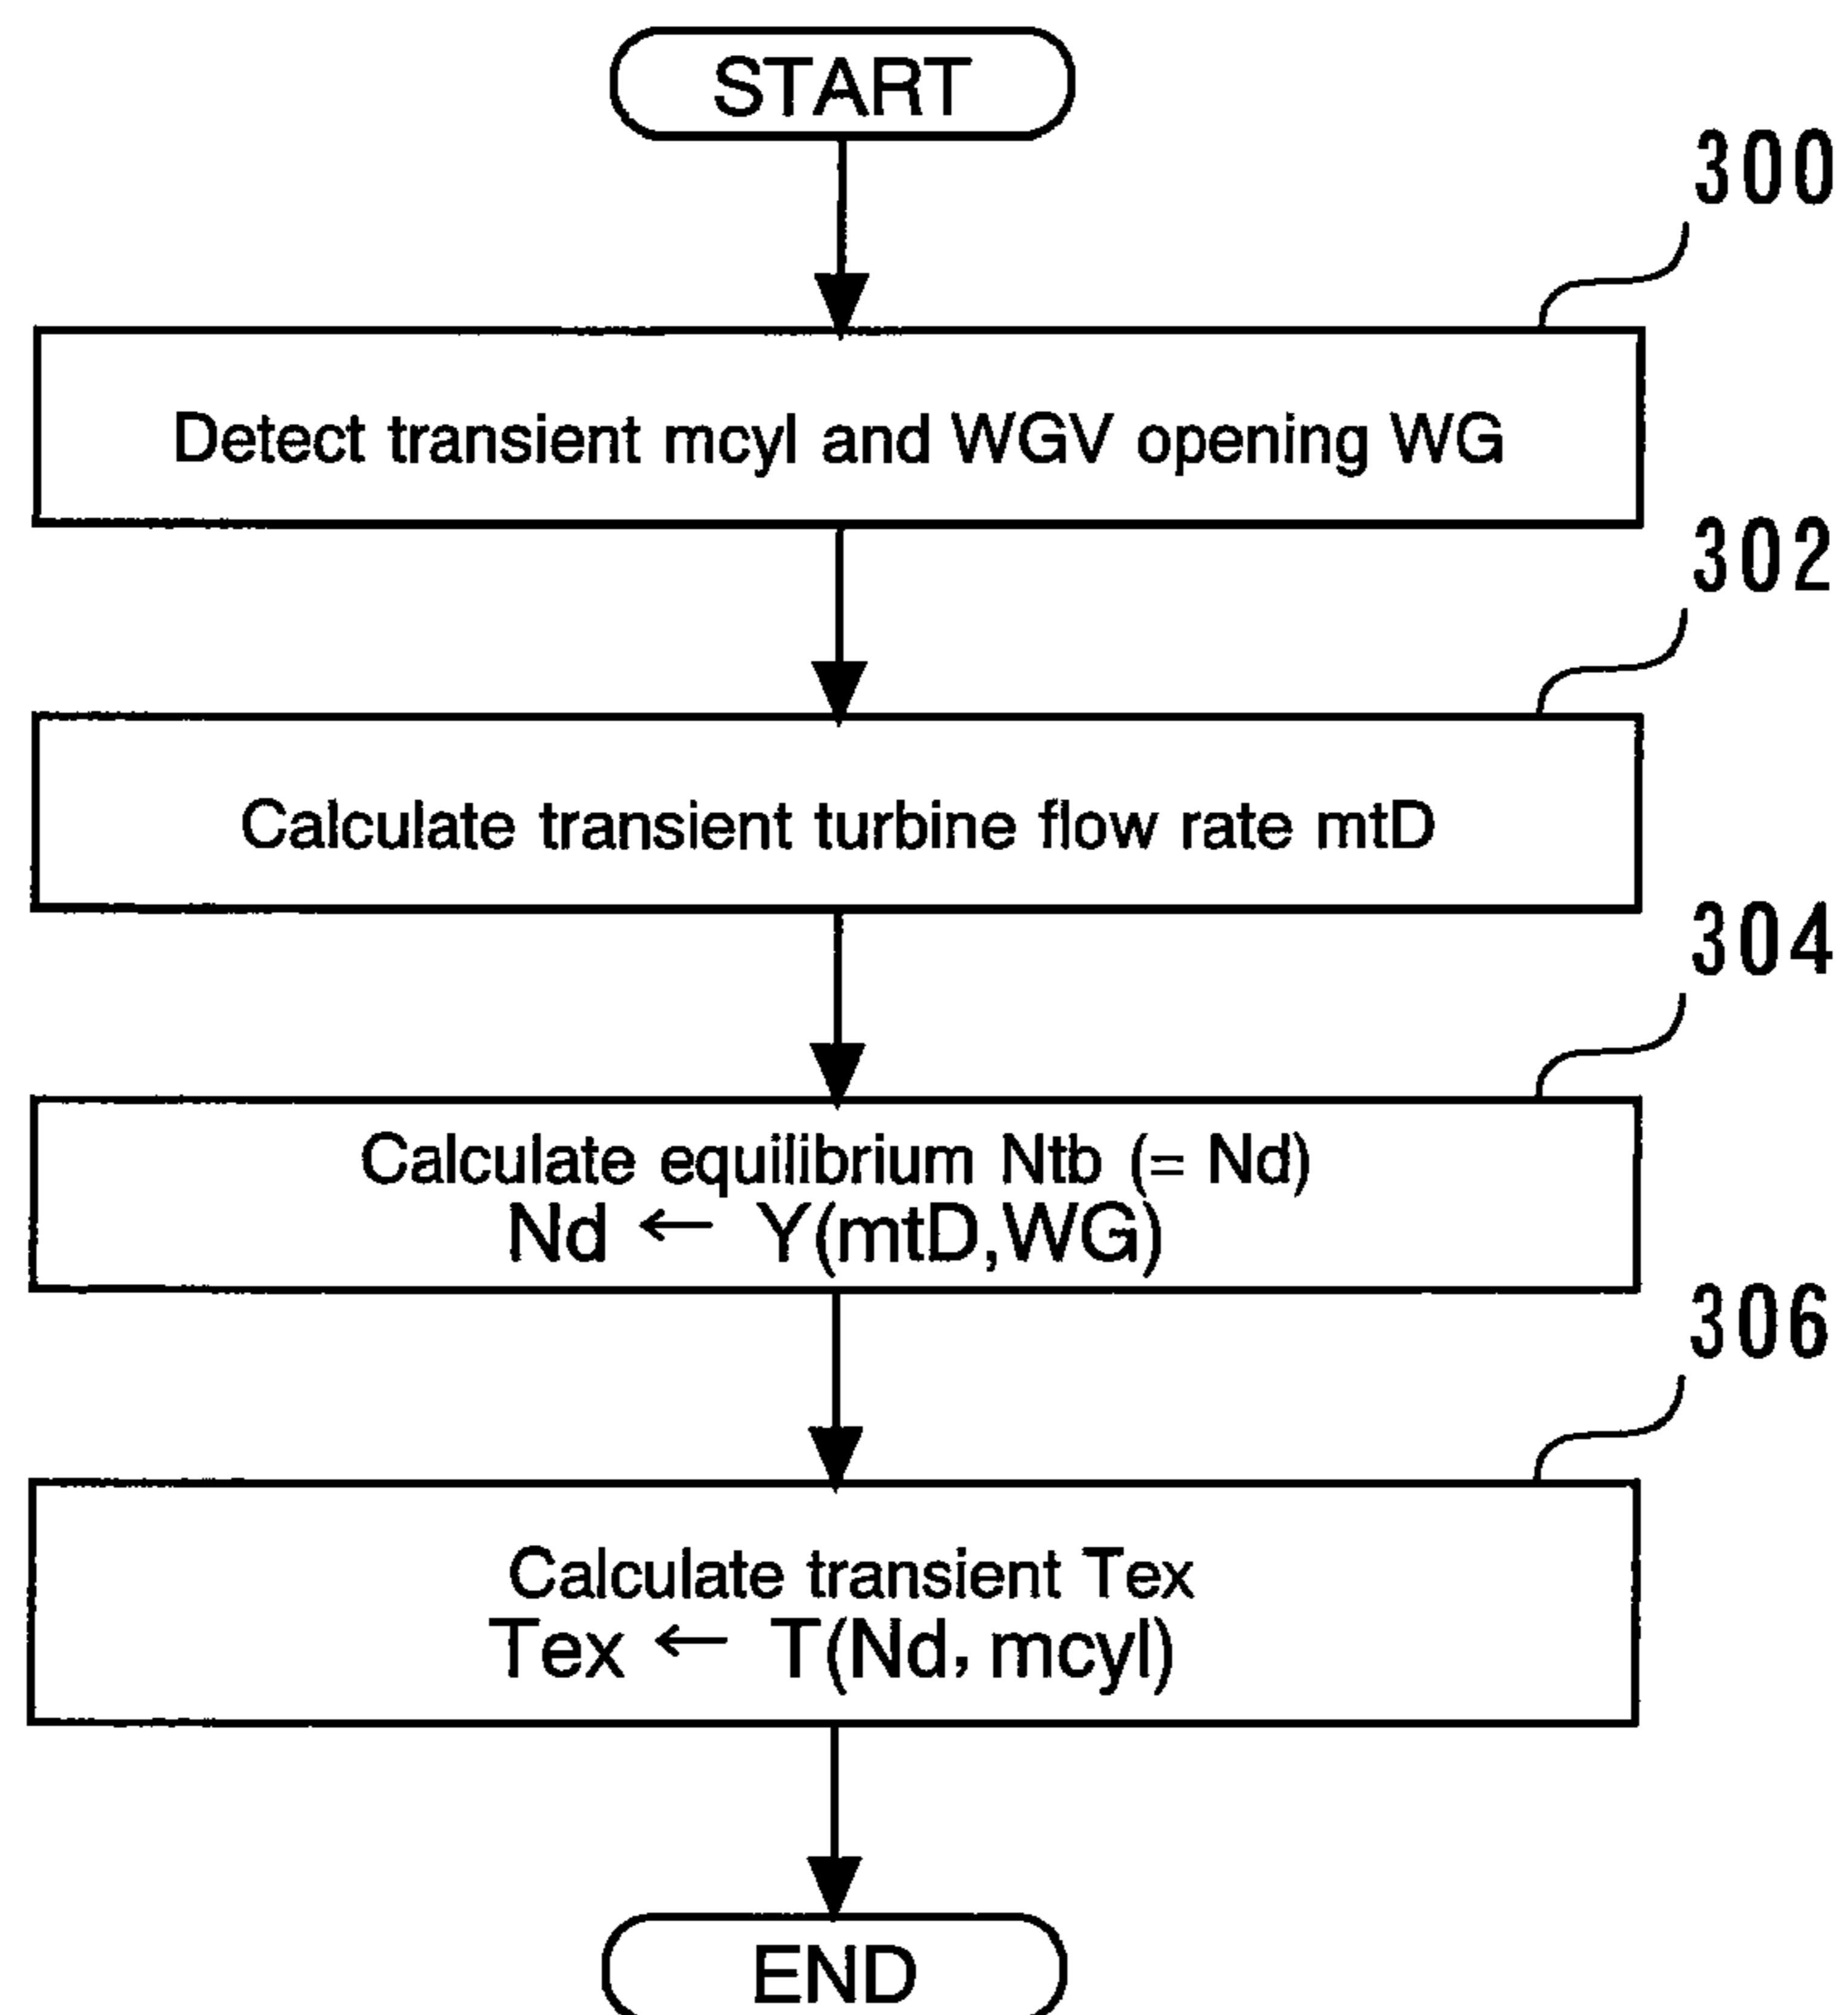 START
300
Detect transient mcyl and WGV opening WG
302
Calculate transient turbine flow rate mtD
304
Calculate equilibrium Ntb (= Nd)
Nd ← Y(mtD,WG)
306
Calculate transient Tex
Tex ← T(Nd, mcyl)
END